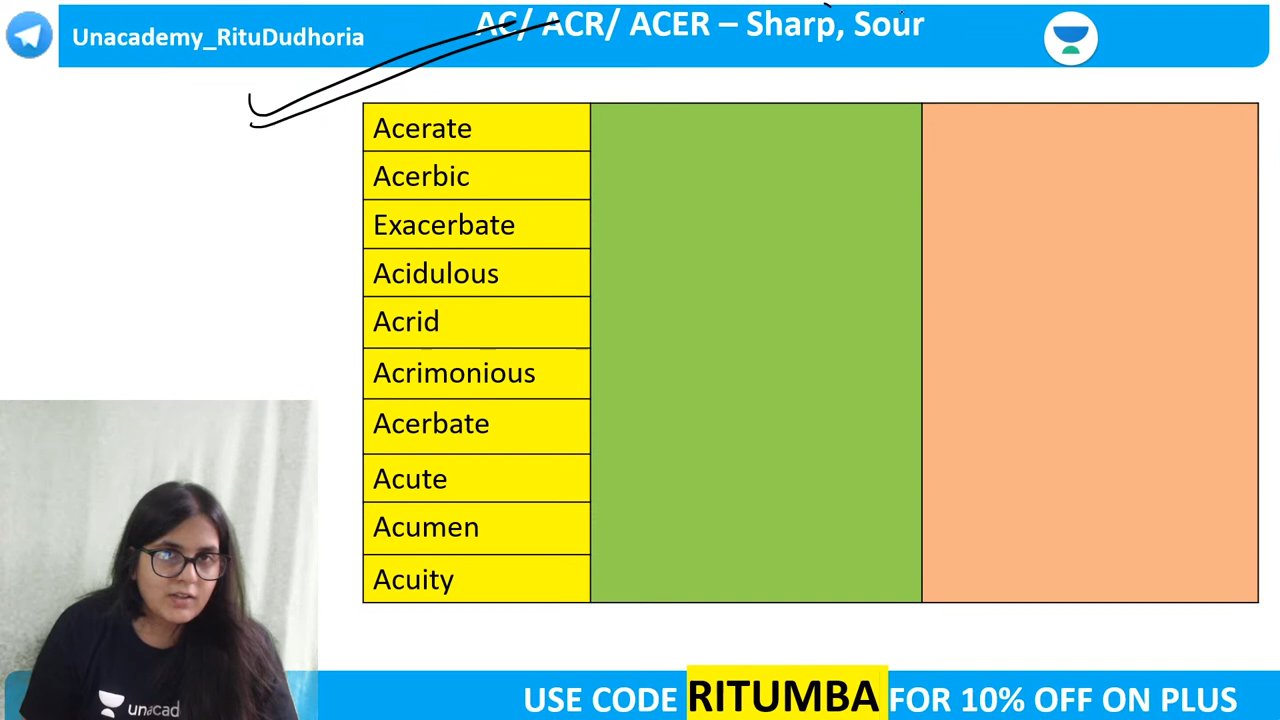 Unacademy_RituDudhoria
AC/ ACR/ ACER – Sharp, Sour
Acerate
Acerbic
Exacerbate
Acidulous
Acrid
Acrimonious
Acerbate
Acute
Acumen
Acuity
unacad
USE CODE RITUMBA FOR 10% OFF ON PLUS